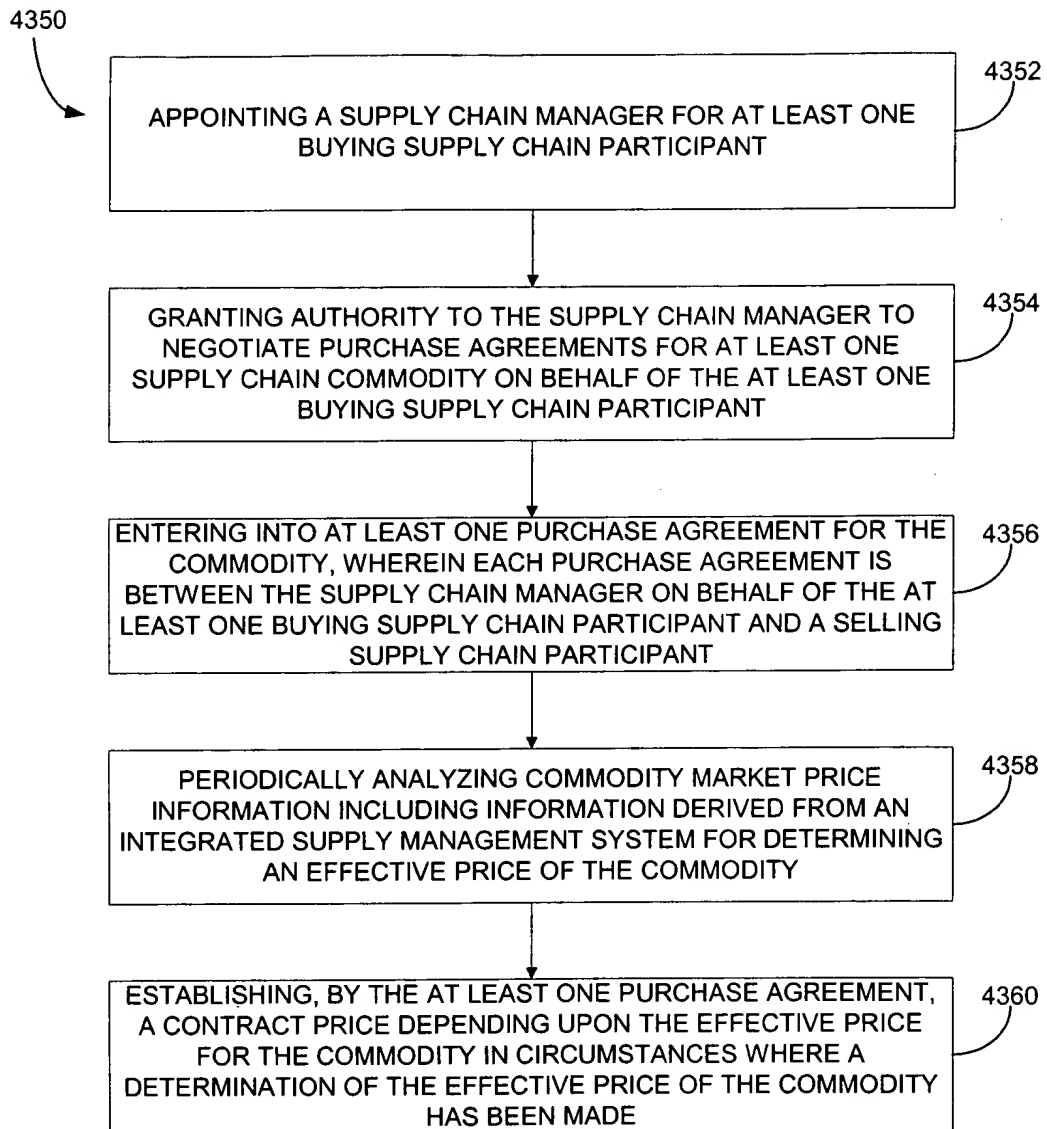 4350
4352
APPOINTING A SUPPLY CHAIN MANAGER FOR AT LEAST ONE
BUYING SUPPLY CHAIN PARTICIPANT
4354
GRANTING AUTHORITY TO THE SUPPLY CHAIN MANAGER TO
NEGOTIATE PURCHASE AGREEMENTS FOR AT LEAST ONE
SUPPLY CHAIN COMMODITY ON BEHALF OF THE AT LEAST ONE
BUYING SUPPLY CHAIN PARTICIPANT
4356
ENTERING INTO AT LEAST ONE PURCHASE AGREEMENT FOR THE
COMMODITY, WHEREIN EACH PURCHASE AGREEMENT IS
BETWEEN THE SUPPLY CHAIN MANAGER ON BEHALF OF THE AT
LEAST ONE BUYING SUPPLY CHAIN PARTICIPANT AND A SELLING
SUPPLY CHAIN PARTICIPANT
4358
PERIODICALLY ANALYZING COMMODITY MARKET PRICE
INFORMATION INCLUDING INFORMATION DERIVED FROM AN
INTEGRATED SUPPLY MANAGEMENT SYSTEM FOR DETERMINING
AN EFFECTIVE PRICE OF THE COMMODITY
4360
ESTABLISHING, BY THE AT LEAST ONE PURCHASE AGREEMENT,
A CONTRACT PRICE DEPENDING UPON THE EFFECTIVE PRICE
FOR THE COMMODITY IN CIRCUMSTANCES WHERE A
DETERMINATION OF THE EFFECTIVE PRICE OF THE COMMODITY
HAS BEEN MADE